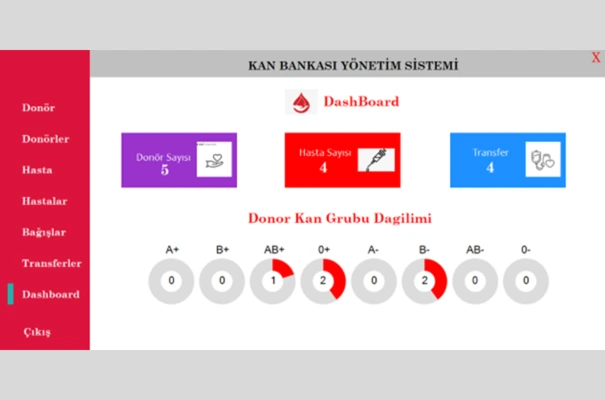 KAN BANKASI YÖNETİM SİSTEMİ
X
Donör
Donörler
Hasta
Hastalar
Bağışlar
Transferler
Dashboard
Çıkış
DashBoard
Donör Sayısı
5
Hasta Sayısı
4
Transfer
4
Donor Kan Grubu Dagilimi
A+ B+ AB+ 0+ A- B- AB- 0-
0 0 1 2 0 2 0 0